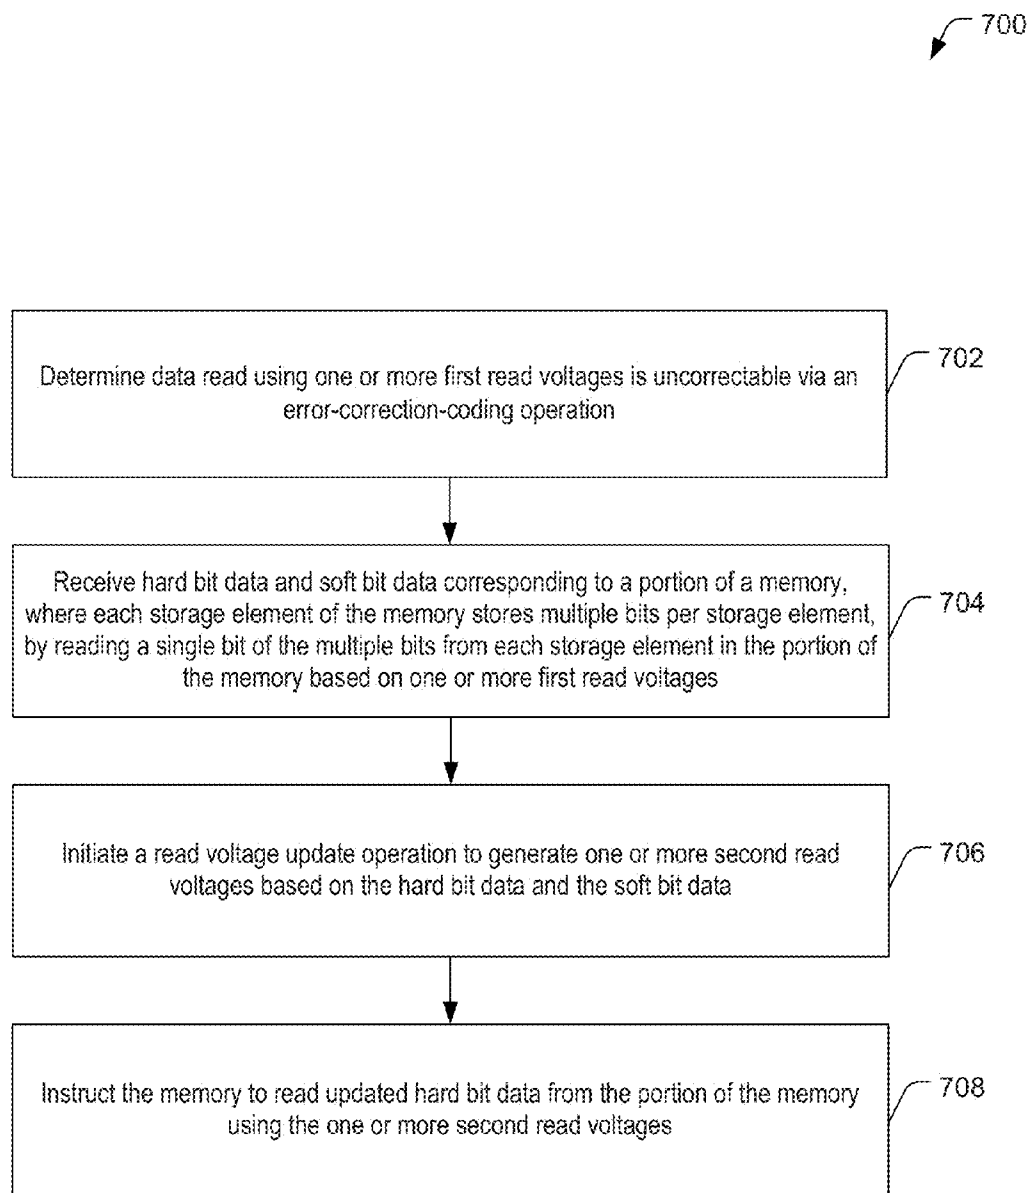 700
Determine data read using one or more first read voltages is uncorrectable via an
error-correction-coding operation
702
Receive hard bit data and soft bit data corresponding to a portion of a memory,
where each storage element of the memory stores multiple bits per storage element,
by reading a single bit of the multiple bits from each storage element in the portion of
the memory based on one or more first read voltages
704
Initiate a read voltage update operation to generate one or more second read
voltages based on the hard bit data and the soft bit data
706
Instruct the memory to read updated hard bit data from the portion of the memory
using the one or more second read voltages
708